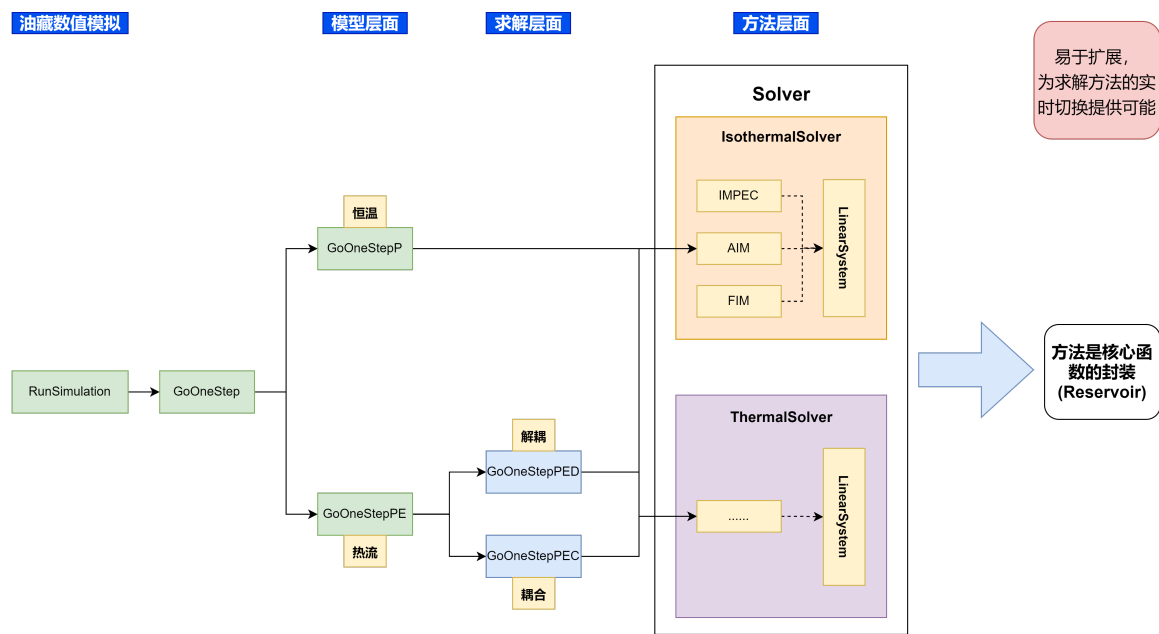 油藏数值模拟
模型层面
求解层面
方法层面
易于扩展，
为求解方法的实
时切换提供可能
Solver
IsothermalSolver
IMPEC
AIM
FIM
LinearSystem
恒温
GoOneStepP
RunSimulation
GoOneStep
方法是核心函
数的封装
(Reservoir)
ThermalSolver
......
LinearSystem
解耦
GoOneStepPED
GoOneStepPE
热流
GoOneStepPEC
耦合